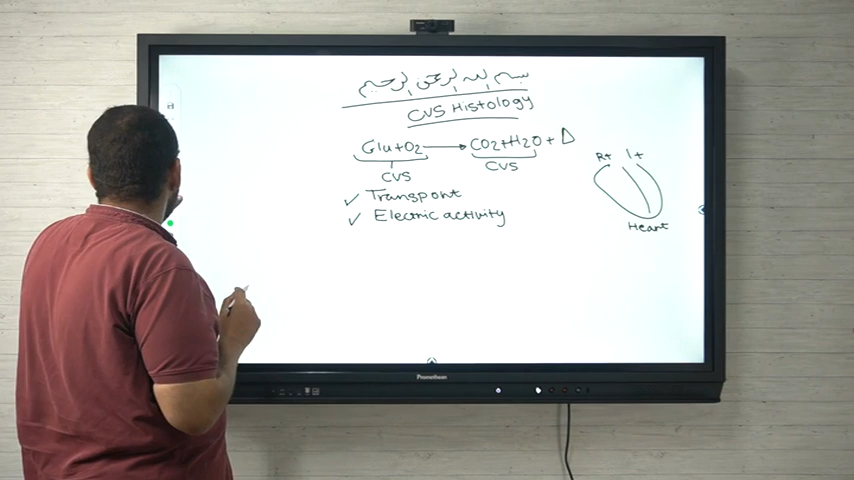 بسم الله الرحمن الرحيم
CVS Histology
Glu+O2 → CO2+H2O + Δ
CVS CVS
✓ Transport
✓ Electric activity
Rt Lt
Heart
Promethean